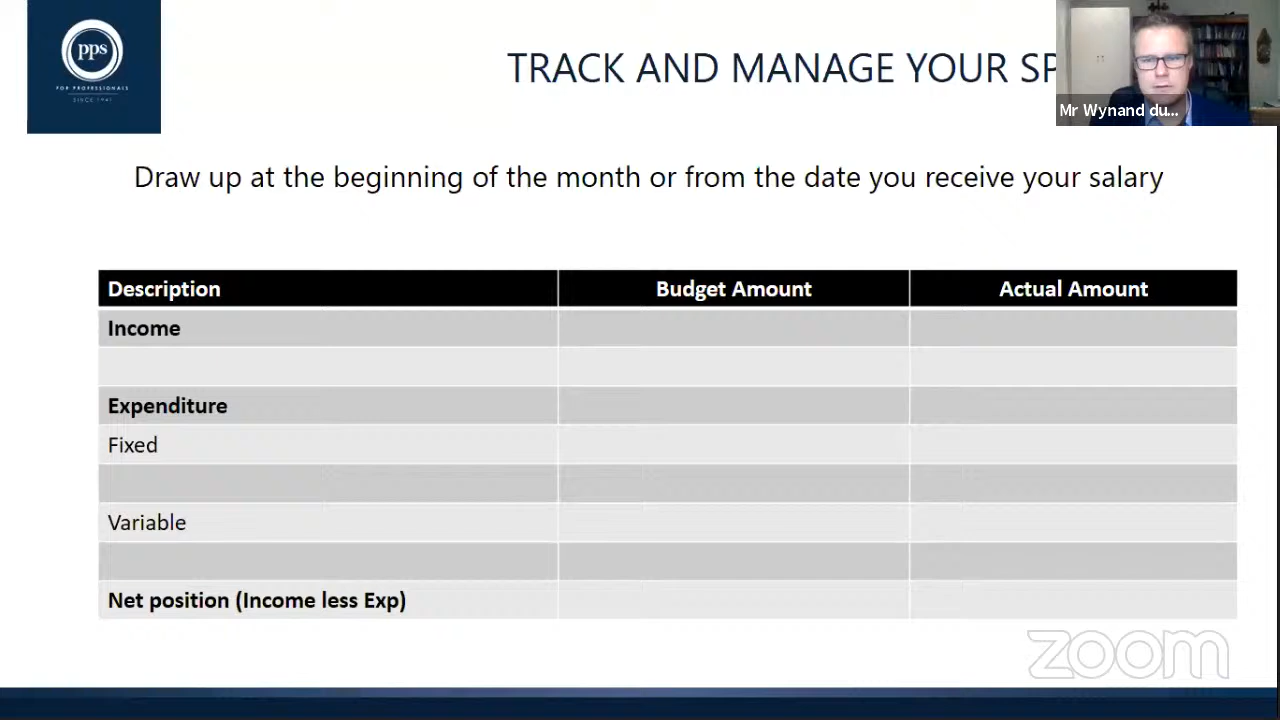 pps
FOR PROFESSIONALS
SINCE 1941
TRACK AND MANAGE YOUR SP
Mr Wynand du...
Draw up at the beginning of the month or from the date you receive your salary
Description Budget Amount Actual Amount
Income
Expenditure
Fixed
Variable
Net position (Income less Exp)
zoom